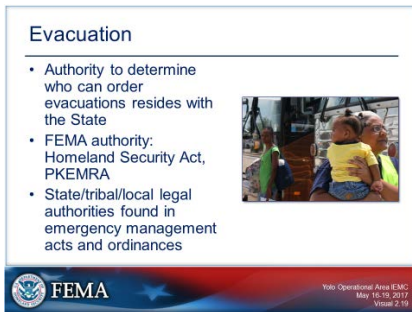 Evacuation
• Authority to determine
who can order
evacuations resides with
the State
• FEMA authority:
Homeland Security Act,
PKEMRA
• State/tribal/local legal
authorities found in
emergency management
acts and ordinances
FEMA
Yolo Operational Area IEMC
May 16-19, 2017
Visual 2.19